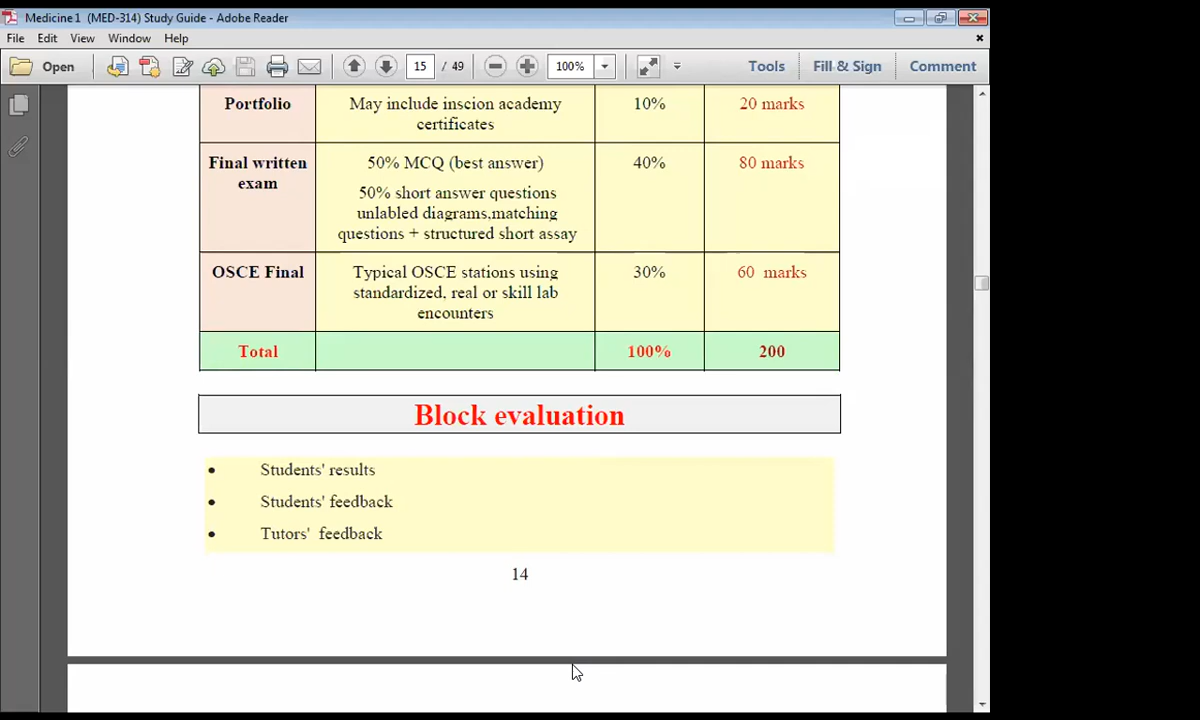 Medicine1 (MED-314) Study Guide - Adobe Reader
File Edit View Window Help
Open 15 / 49 100% Tools Fill & Sign Comment
Portfolio May include inscion academy 10% 20 marks
certificates
Final written 50% MCQ (best answer) 40% 80 marks
exam
50% short answer questions
unlabled diagrams,matching
questions + structured short assay
OSCE Final Typical OSCE stations using 30% 60 marks
standardized, real or skill lab
encounters
Total 100% 200
Block evaluation
• Students' results
• Students' feedback
• Tutors' feedback
14